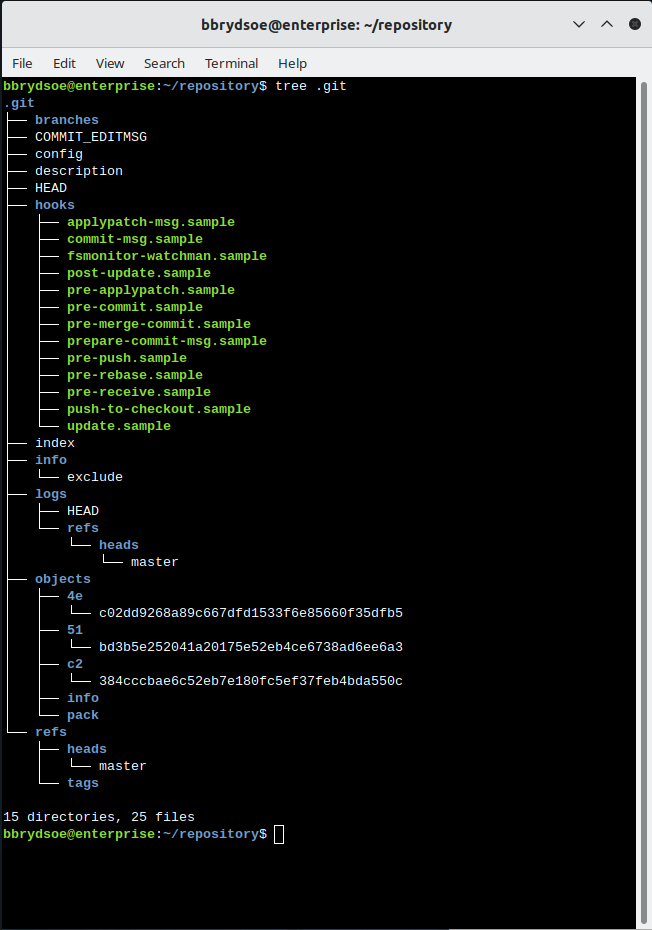 bbrydsoe@enterprise: ~/repository
File Edit View Search Terminal Help
bbrydsoe@enterprise:~/repository$ tree .git
.git
├── branches
├── COMMIT_EDITMSG
├── config
├── description
├── HEAD
├── hooks
│   ├── applypatch-msg.sample
│   ├── commit-msg.sample
│   ├── fsmonitor-watchman.sample
│   ├── post-update.sample
│   ├── pre-applypatch.sample
│   ├── pre-commit.sample
│   ├── pre-merge-commit.sample
│   ├── prepare-commit-msg.sample
│   ├── pre-push.sample
│   ├── pre-rebase.sample
│   ├── pre-receive.sample
│   ├── push-to-checkout.sample
│   └── update.sample
├── index
├── info
│   └── exclude
├── logs
│   ├── HEAD
│   └── refs
│       └── heads
│           └── master
├── objects
│   ├── 4e
│   │   └── c02dd9268a89c667dfd1533f6e85660f35dfb5
│   ├── 51
│   │   └── bd3b5e252041a20175e52eb4ce6738ad6ee6a3
│   ├── c2
│   │   └── 384cccbae6c52eb7e180fc5ef37feb4bda550c
│   ├── info
│   └── pack
└── refs
    ├── heads
    │   └── master
    └── tags
15 directories, 25 files
bbrydsoe@enterprise:~/repository$